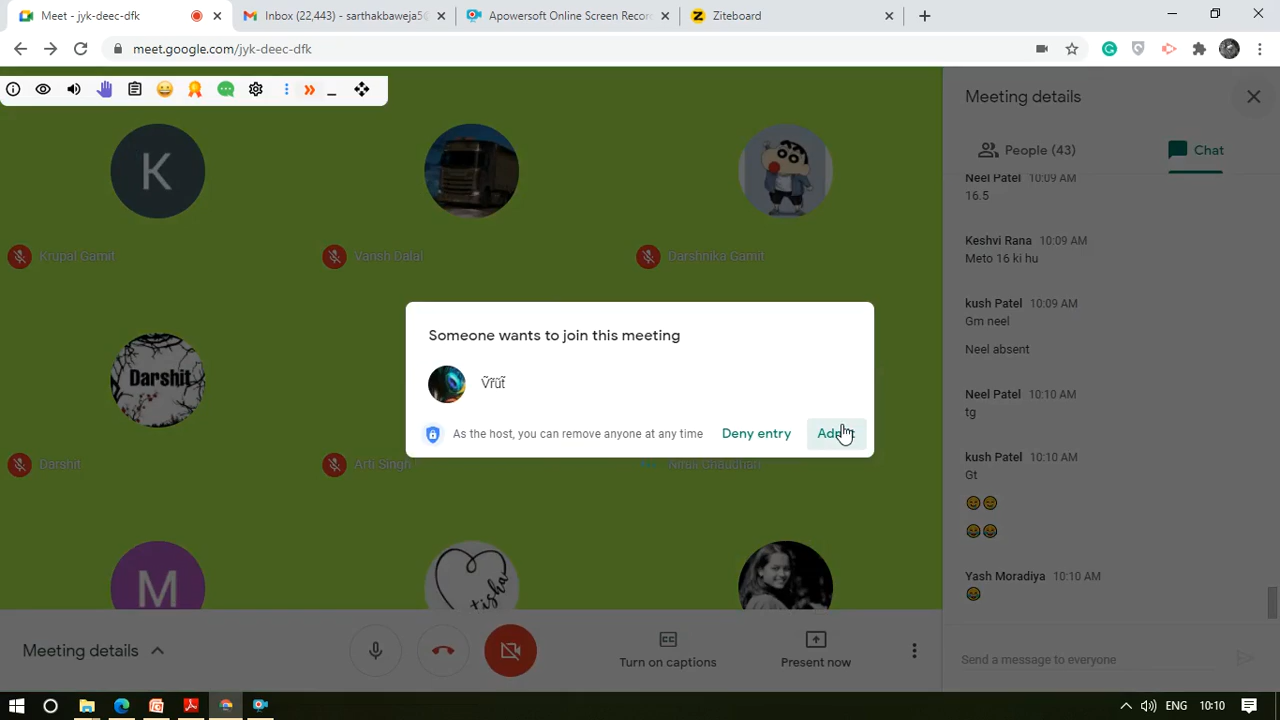 Meet - jyk-deec-dfk
Inbox (22,443) - sarthakbaweja5
Apowersoft Online Screen Recor
Ziteboard
meet.google.com/jyk-deec-dfk
Meeting details
People (43)
Chat
K
Krupal Gamit
Vansh Dalal
Darshnika Gamit
Neel Patel 10:09 AM
16.5
Keshvi Rana 10:09 AM
Meto 16 ki hu
kush Patel 10:09 AM
Gm neel
Neel absent
Neel Patel 10:10 AM
tg
kush Patel 10:10 AM
Gt
Yash Moradiya 10:10 AM
Someone wants to join this meeting
Ṽr̃ũt̃
As the host, you can remove anyone at any time
Deny entry
Darshit
Darshit
Arti Singh
M
Meeting details
Turn on captions
Present now
Send a message to everyone
ENG
10:10